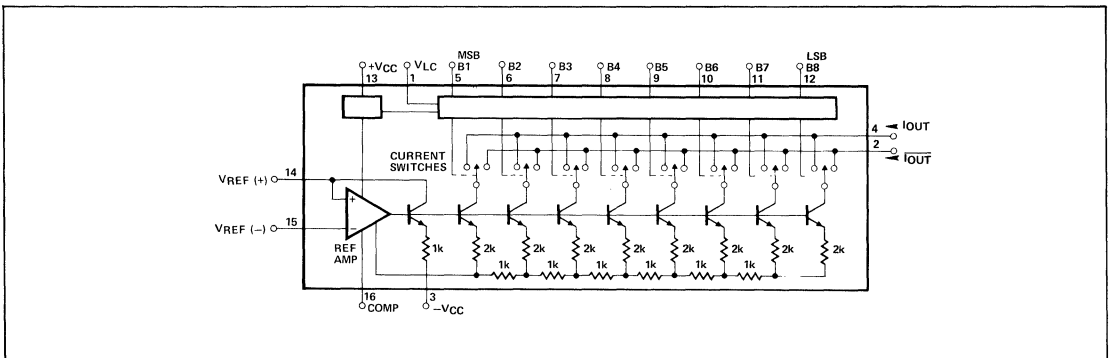 +VCC VLC MSB B1 B2 B3 B4 B5 B6 B7 LSB B8
13 1 5 6 7 8 9 10 11 12
4 IOUT
2 IOUT
CURRENT SWITCHES
VREF (+) 14
VREF (−) 15
+
−
REF AMP
1k 2k 2k 2k 2k 2k 2k 2k 2k
1k 1k 1k 1k 1k 1k
16 COMP
3 −VCC